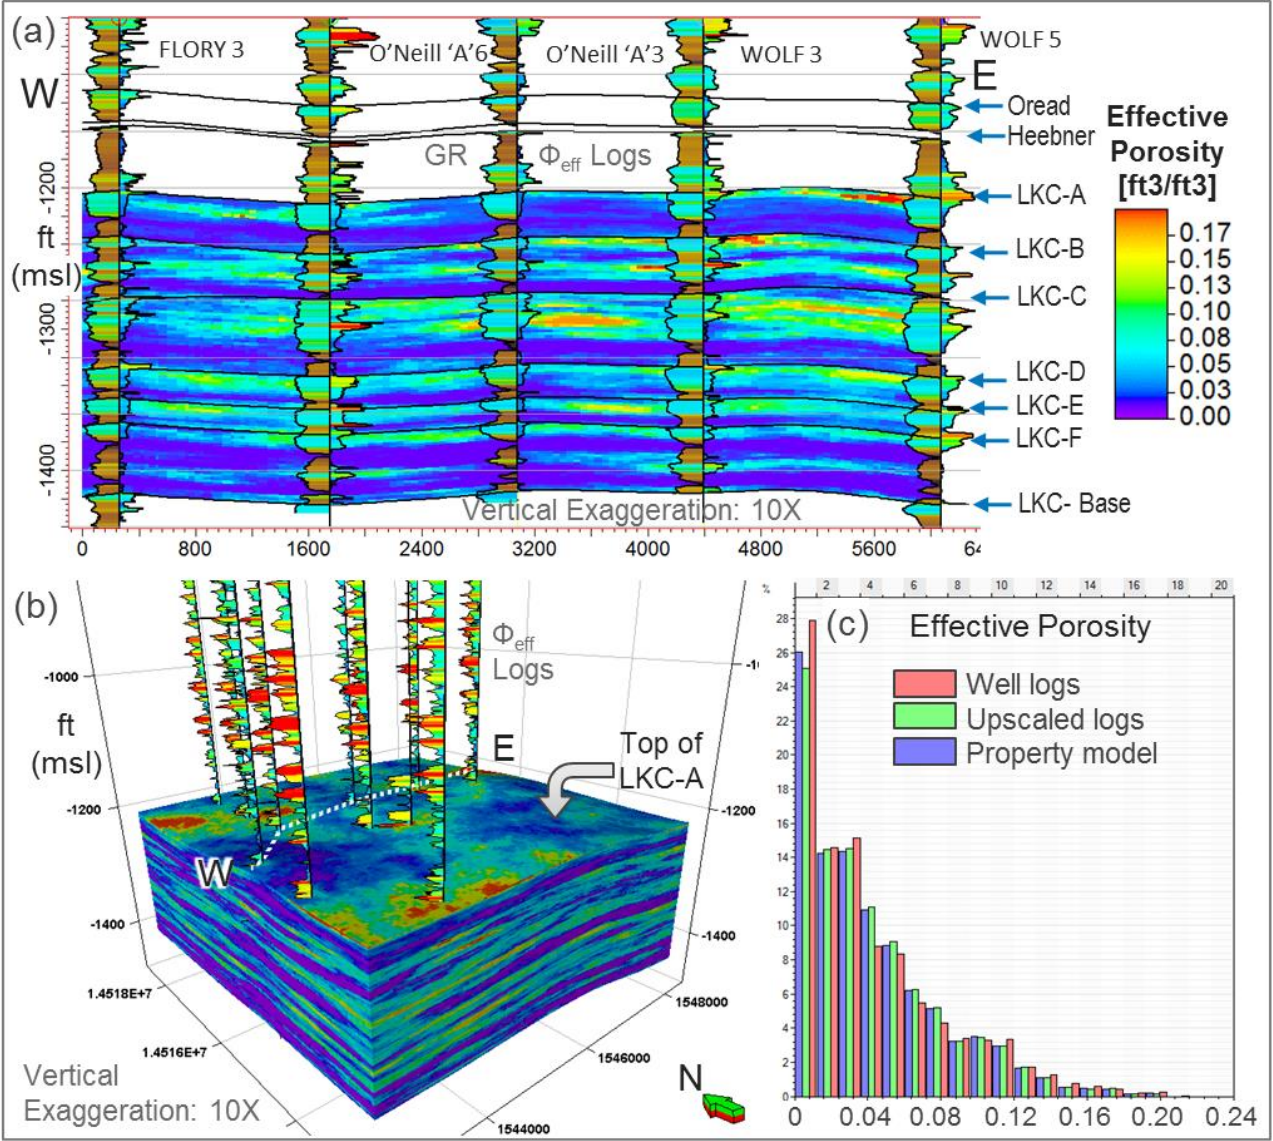 (a)
FLORY 3
O'Neill 'A'6
O'Neill 'A'3
WOLF 3
WOLF 5
W
E
Oread
Heebner
GR
Φeff Logs
LKC-A
LKC-B
LKC-C
LKC-D
LKC-E
LKC-F
LKC- Base
-1200
ft
(msl)
-1300
-1400
Vertical Exaggeration: 10X
0 800 1600 2400 3200 4000 4800 5600 64
Effective
Porosity
[ft3/ft3]
0.17
0.15
0.13
0.10
0.08
0.05
0.03
0.00
(b)
Φeff
Logs
-1000
ft
(msl)
-1200
-1400
E
W
Top of
LKC-A
-1
-1200
-1400
1.4518E+7
1.4516E+7
1548000
1546000
1544000
N
Vertical
Exaggeration: 10X
(c)
Effective Porosity
Well logs
Upscaled logs
Property model
%
2 4 6 8 10 12 14 16 18 20
28
26
24
22
20
18
16
14
12
10
8
6
4
2
0
0 0.04 0.08 0.12 0.16 0.20 0.24